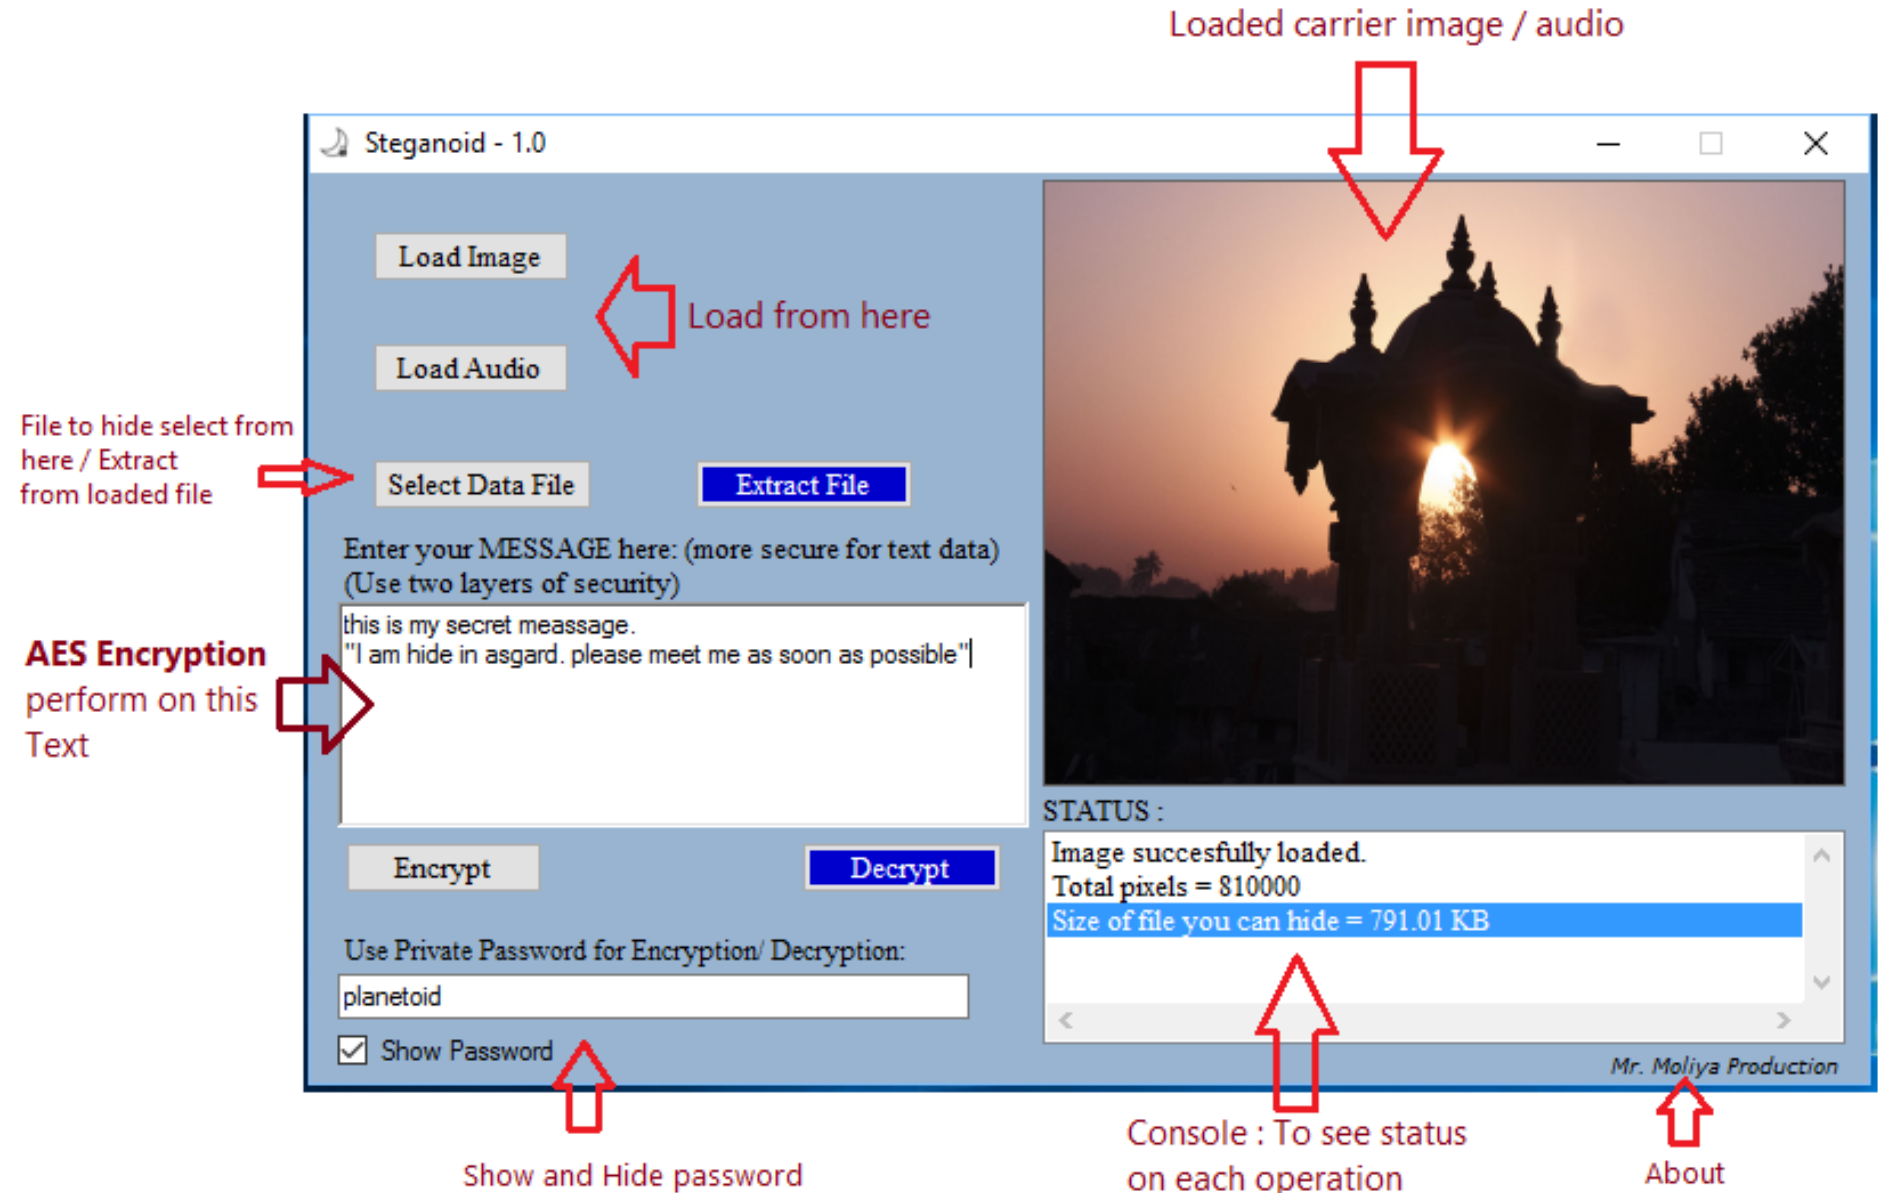 Loaded carrier image / audio
Steganoid - 1.0
Load Image
Load from here
Load Audio
File to hide select from
here / Extract
from loaded file
Select Data File
Extract File
Enter your MESSAGE here: (more secure for text data)
(Use two layers of security)
this is my secret meassage.
"I am hide in asgard. please meet me as soon as possible"
AES Encryption
perform on this
Text
Encrypt
Decrypt
Use Private Password for Encryption/ Decryption:
planetoid
Show Password
STATUS :
Image succesfully loaded.
Total pixels = 810000
Size of file you can hide = 791.01 KB
Mr. Moliya Production
Show and Hide password
Console : To see status
on each operation
About